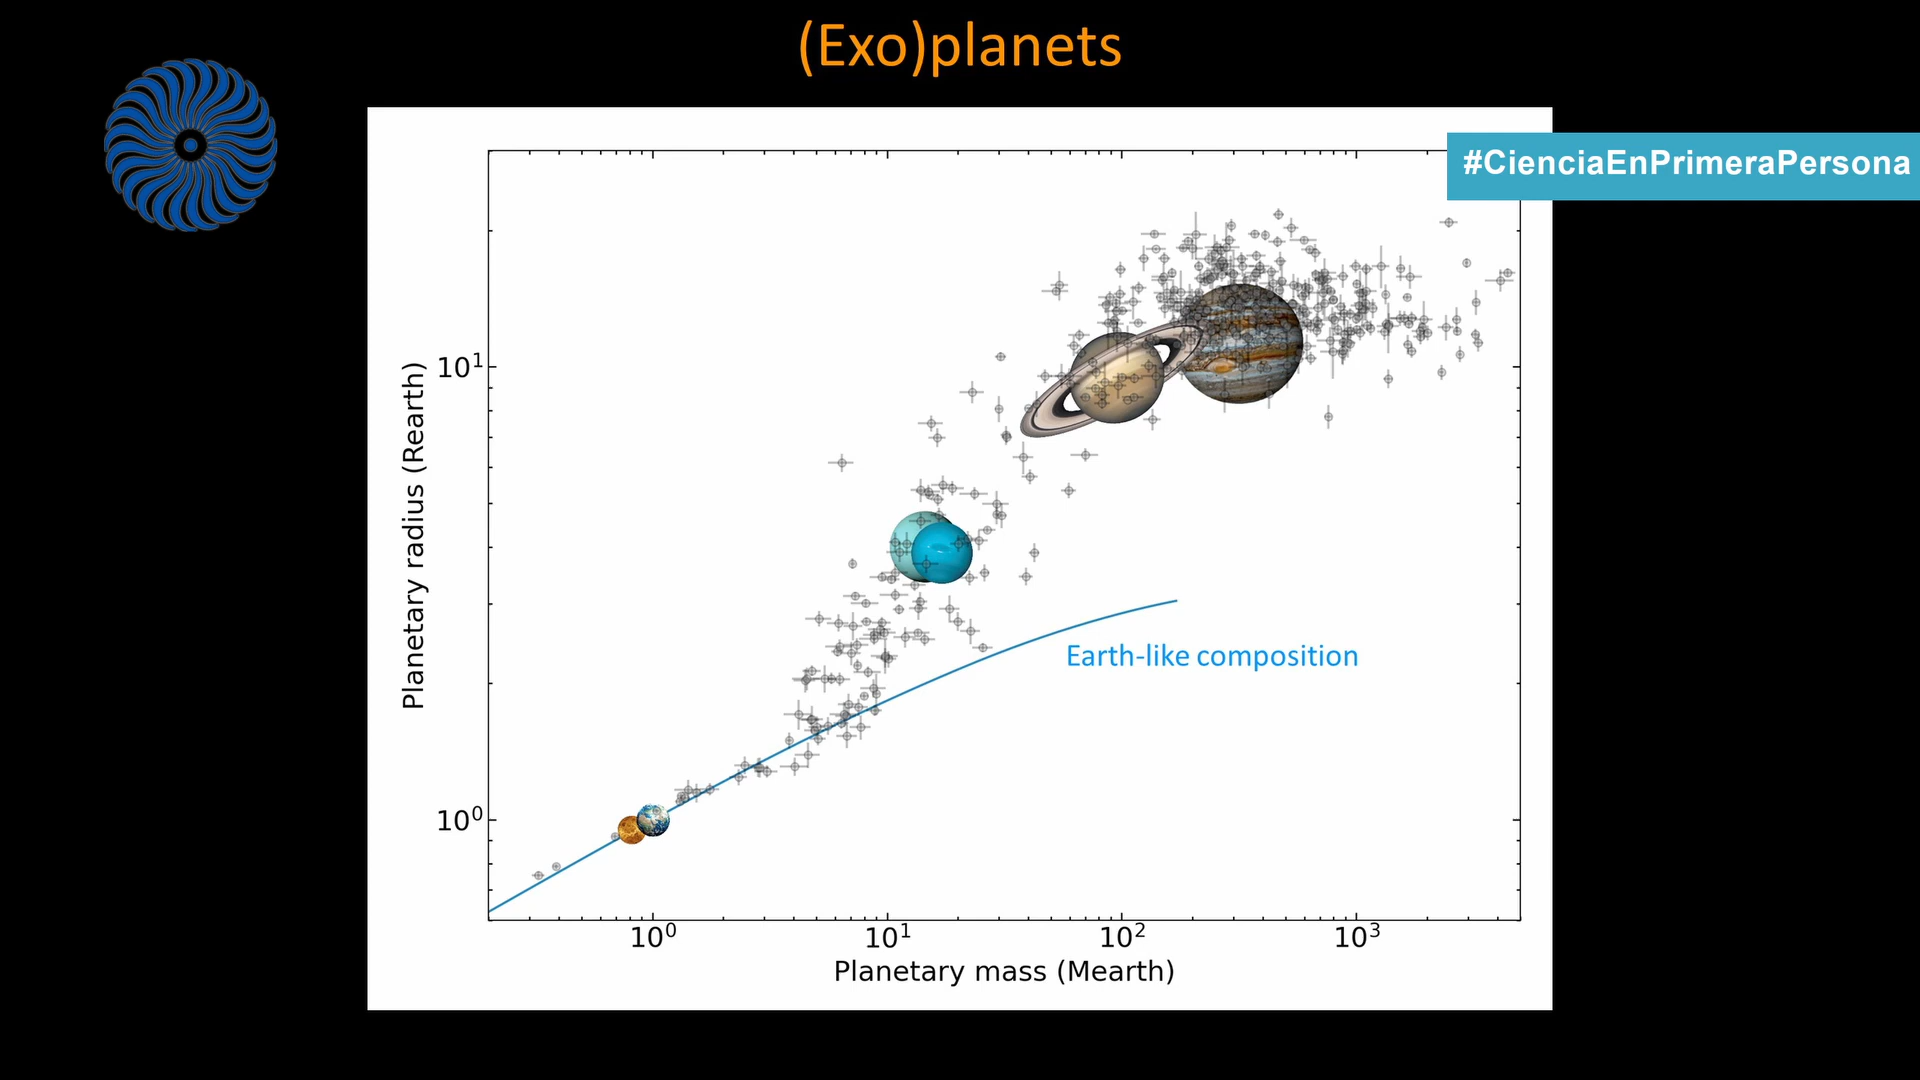 (Exo)planets
#CienciaEnPrimeraPersona
10¹
10⁰
Planetary radius (Rearth)
Earth-like composition
10⁰ 10¹ 10² 10³
Planetary mass (Mearth)